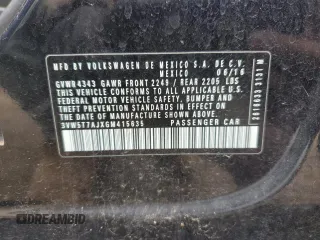 MFD BY VOLKSWAGEN DE MEXICO S.A. DE C.V.
MEXICO 06/16
GVWR 4343 GAWR FRONT 2249 / REAR 2205 LBS
THIS VEHICLE CONFORMS TO ALL APPLICABLE U.S.
FEDERAL MOTOR VEHICLE SAFETY, BUMPER AND
THEFT PREVENTION STANDARDS IN EFFECT ON
THE DATE OF MANUFACTURE SHOWN ABOVE.
3VW5T7AJXGM415635 PASSENGER CAR
DREAMBID